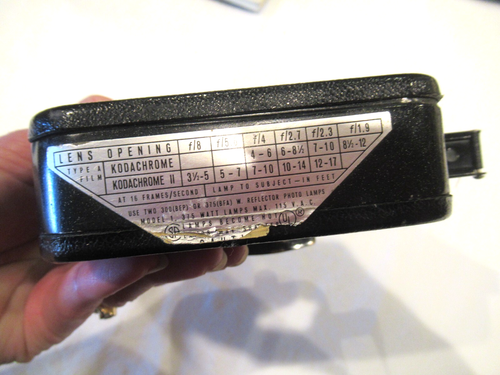 LENS OPENING f/8 f/5 f/4 f/2.7 f/2.3 f/1.9
TYPE A FILM KODACHROME 4-6 6-8½ 7-10 8½-12
KODACHROME II 3½-5 5-7 7-10 10-14 12-17
AT 16 FRAMES/SECOND LAMP TO SUBJECT-IN FEET
USE TWO 300(BEP) OR 375(BFA) W. REFLECTOR PHOTO LAMPS
MODEL 1, 375 WATT LAMPS MAX. 115 V.A.C.